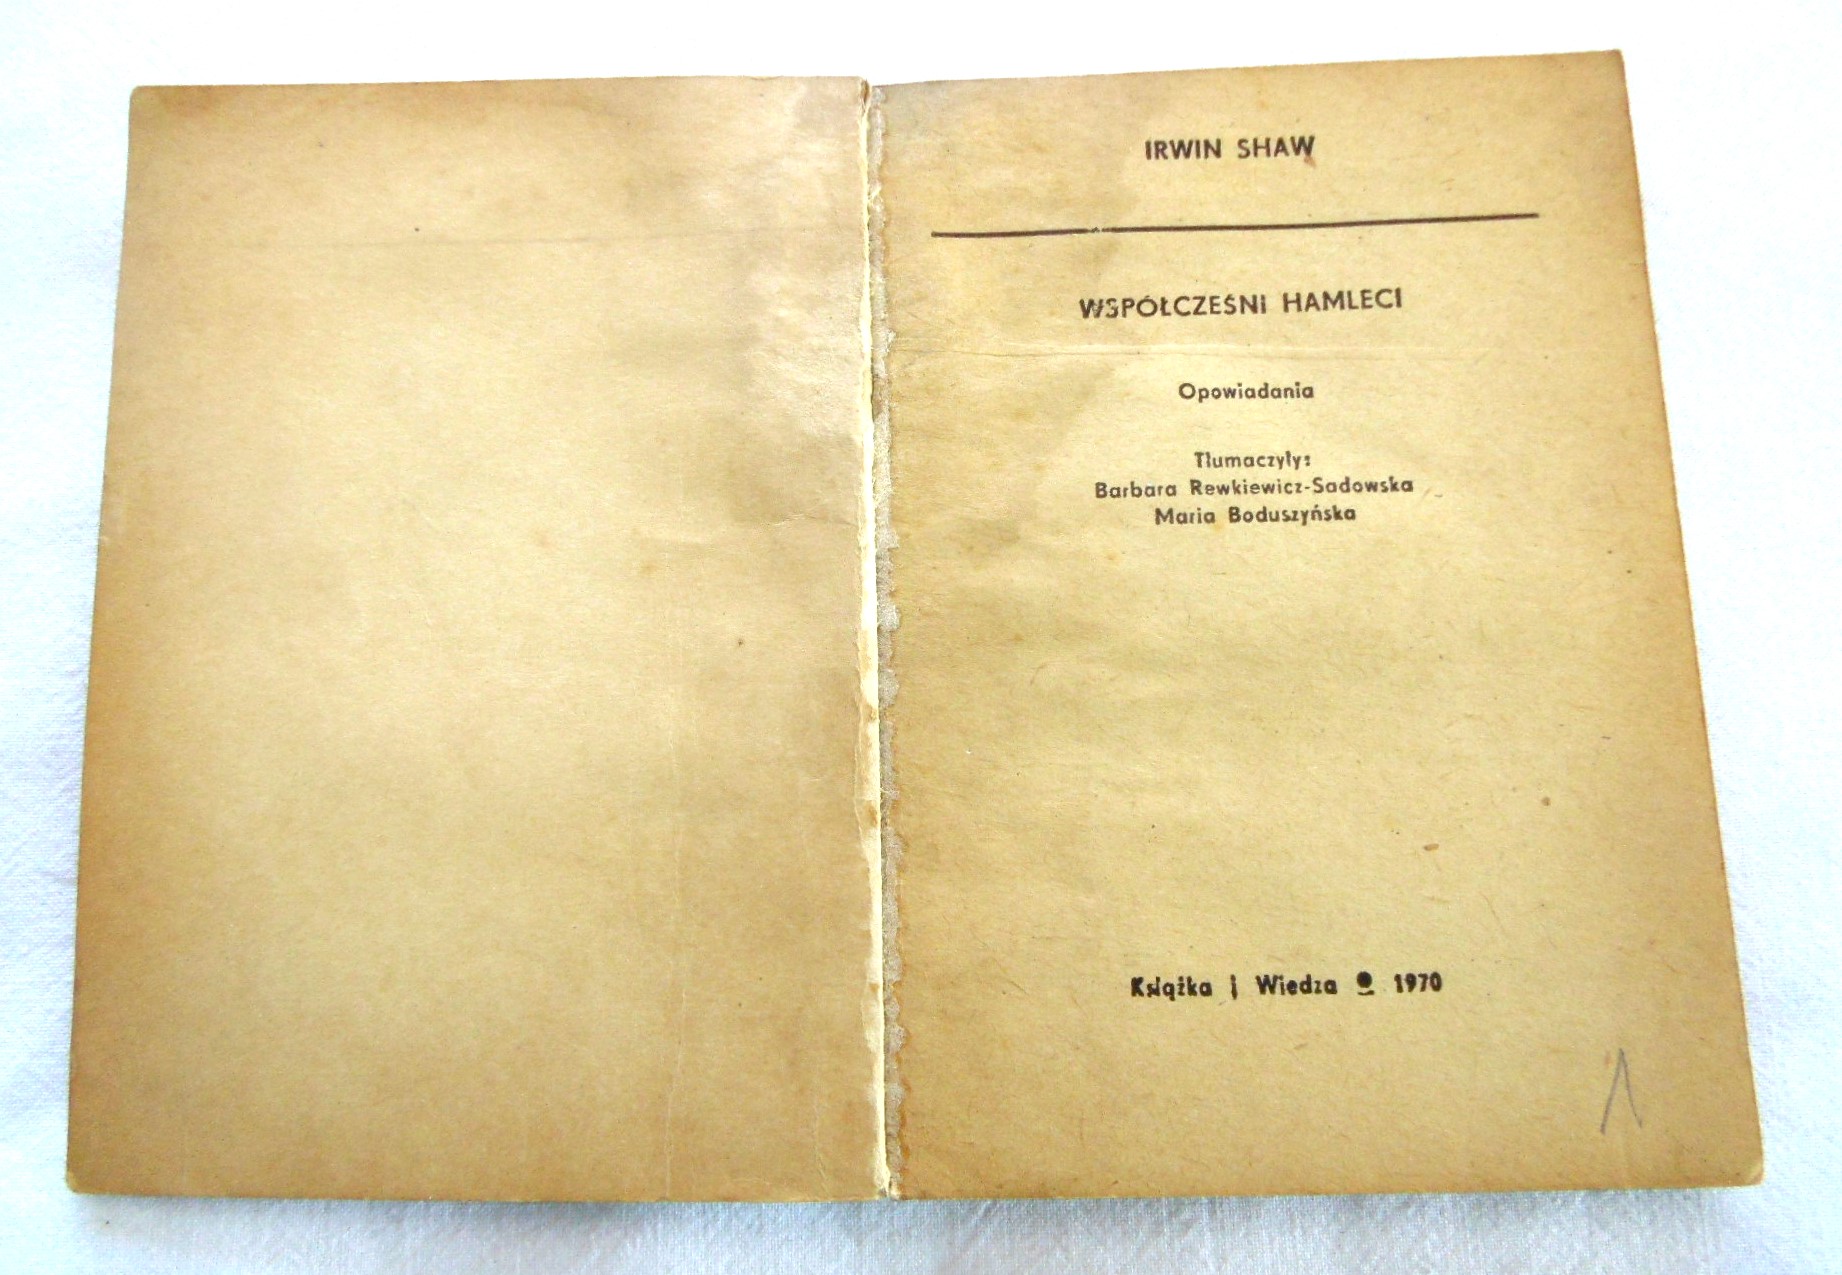 IRWIN SHAW
WSPÓŁCZEŚNI HAMLECI
Opowiadania
Tłumaczyły:
Barbara Rewkiewicz-Sadowska
Maria Boduszyńska
Książka i Wiedza ● 1970